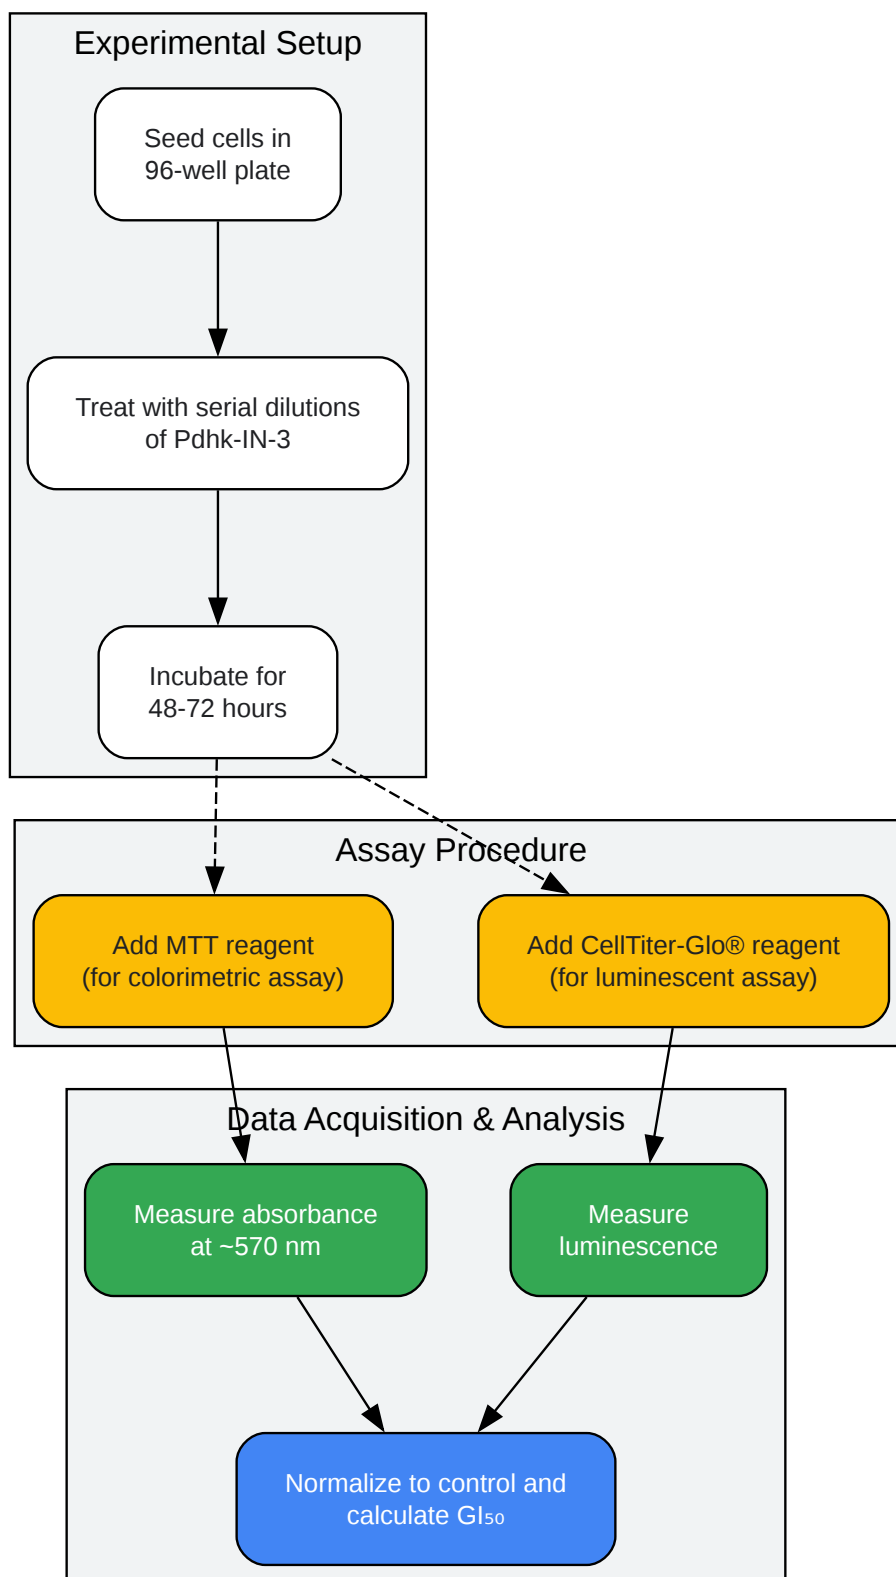 Experimental Setup
Seed cells in
96-well plate
Treat with serial dilutions
of Pdhk-IN-3
Incubate for
48-72 hours
Assay Procedure
Add MTT reagent
(for colorimetric assay)
Add CellTiter-Glo® reagent
(for luminescent assay)
Data Acquisition & Analysis
Measure absorbance
at ~570 nm
Measure
luminescence
Normalize to control and
calculate GI₅₀